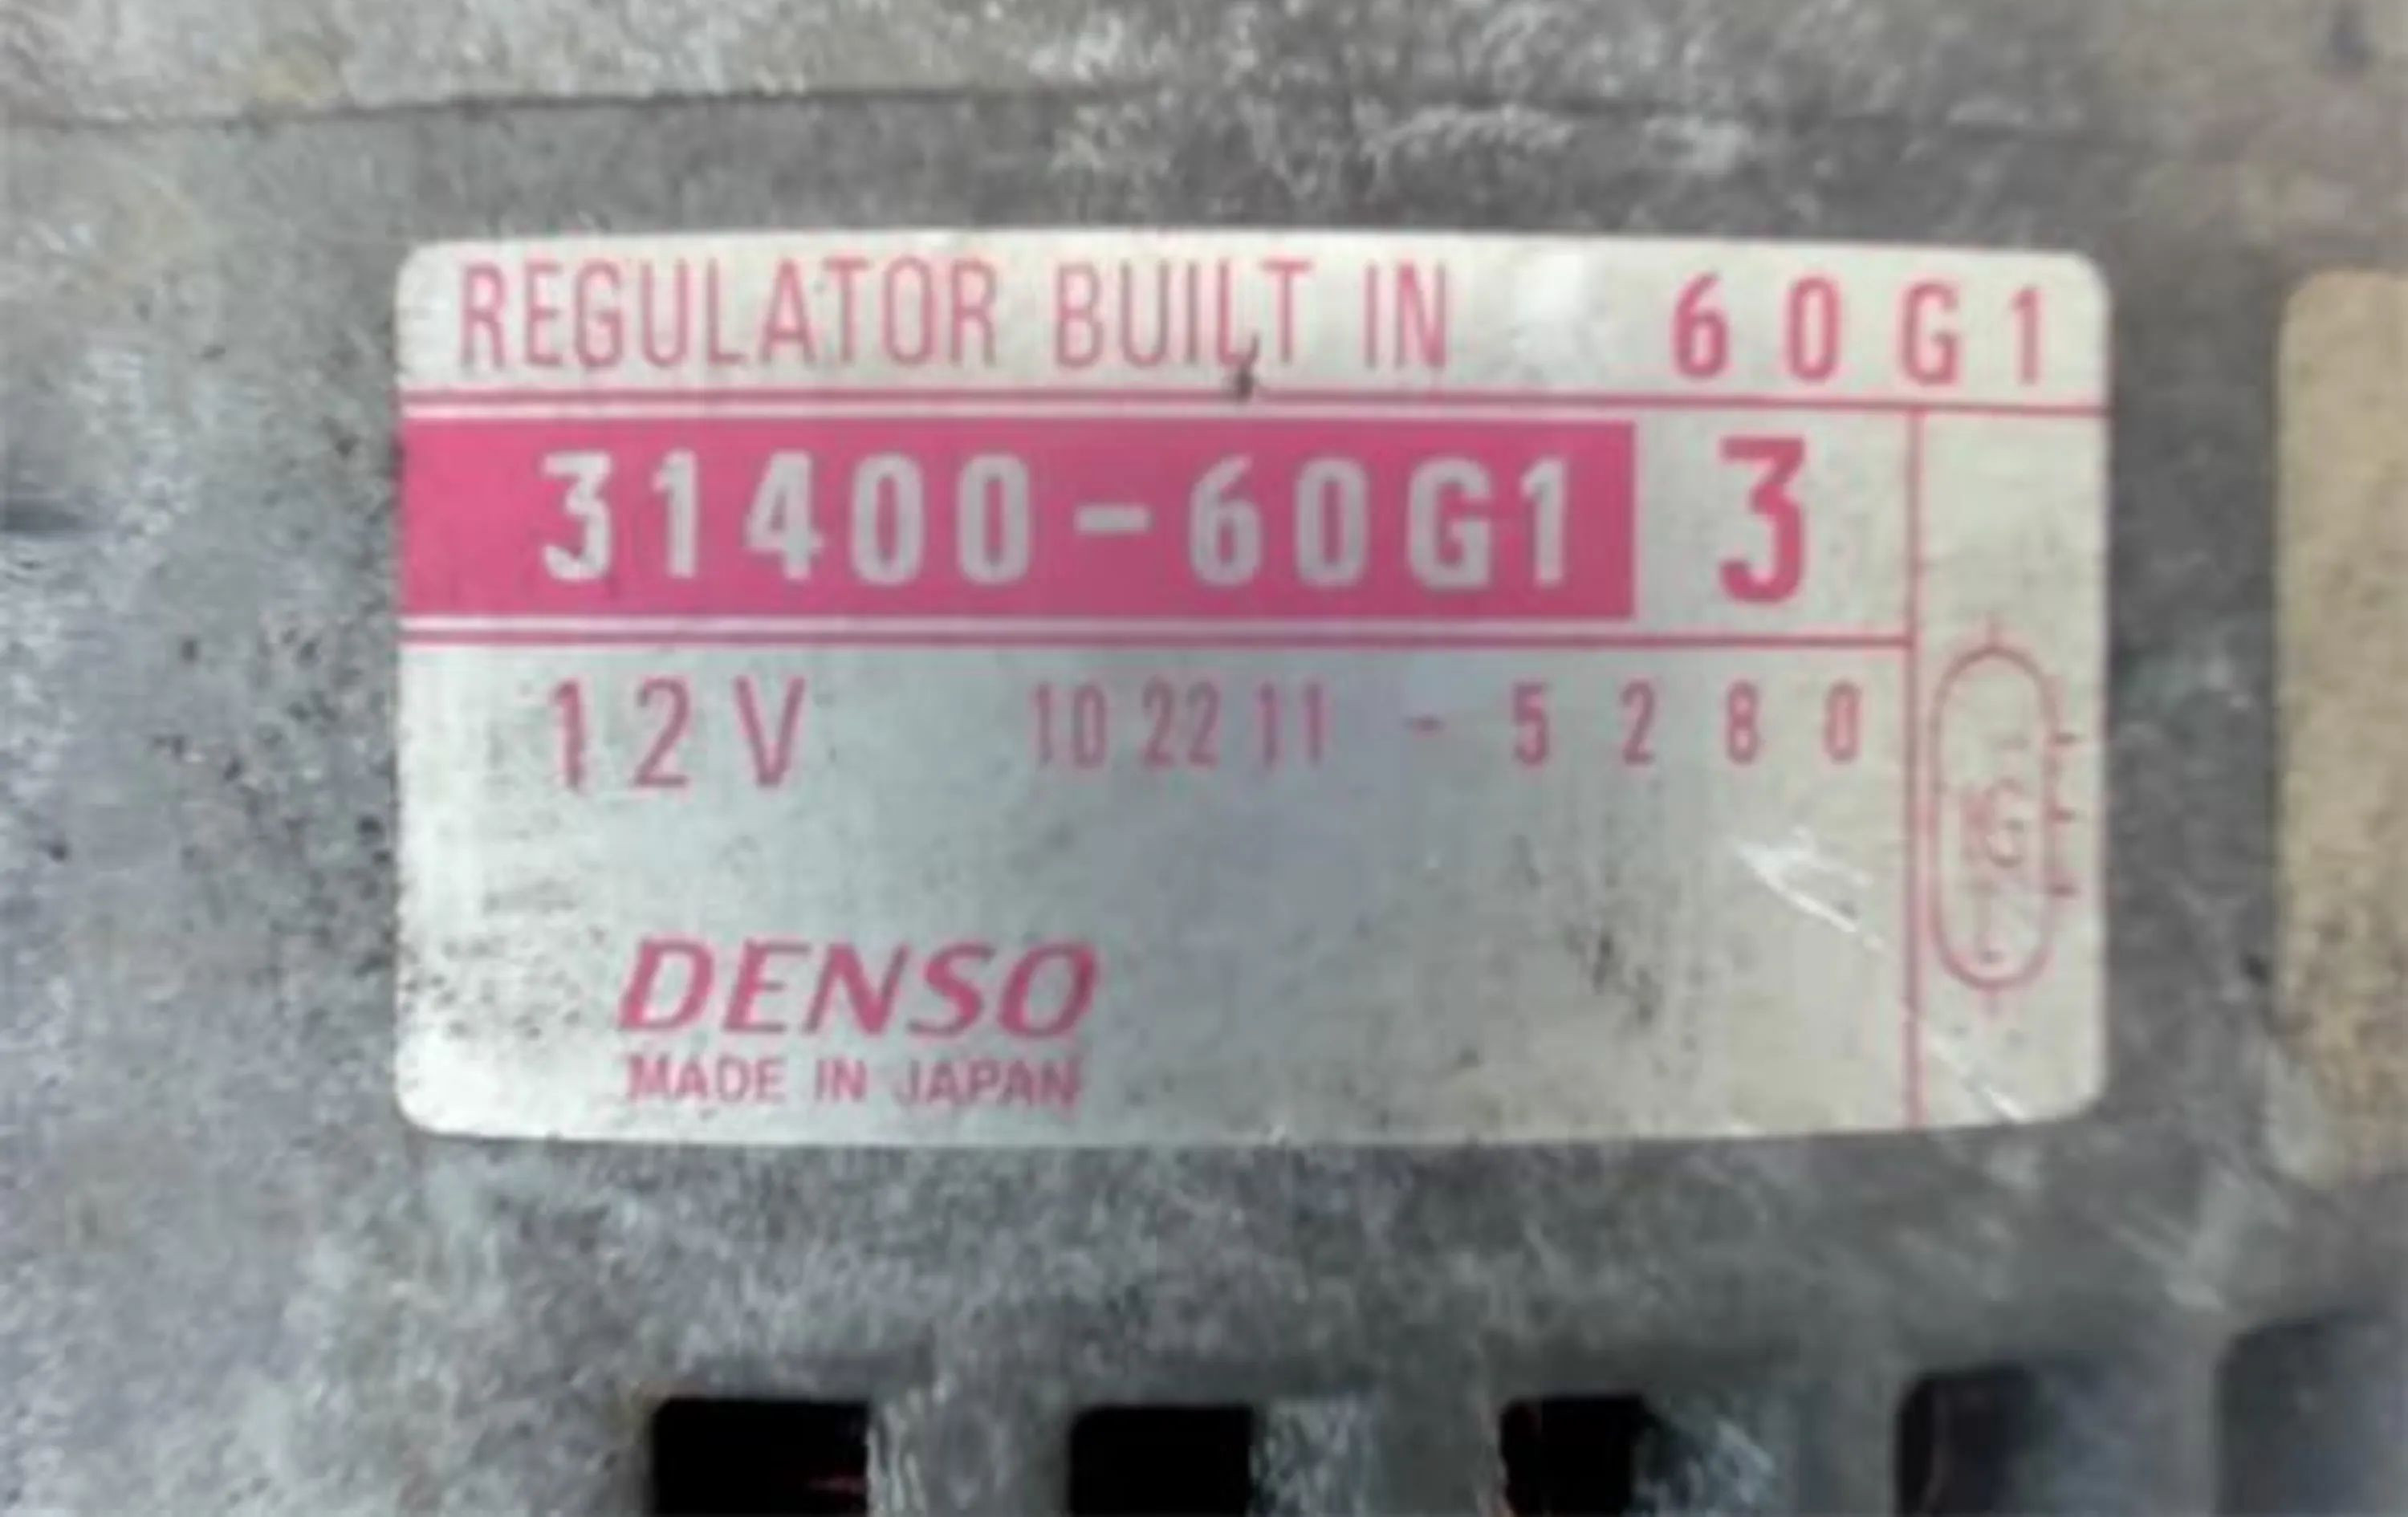 REGULATOR BUILT IN 60G1
31400-60G1 3
12V 102211-5280
DENSO
MADE IN JAPAN